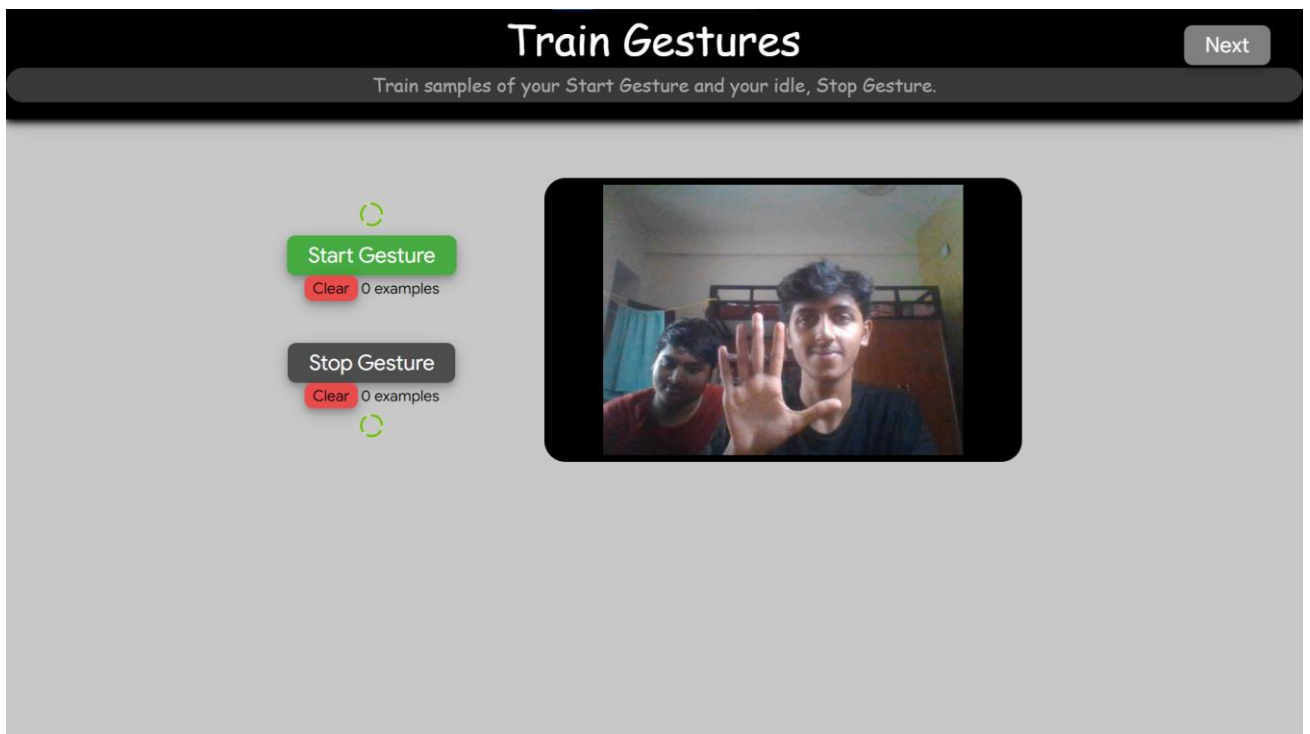 Train Gestures
Next
Train samples of your Start Gesture and your idle, Stop Gesture.
Start Gesture
Clear 0 examples
Stop Gesture
Clear 0 examples